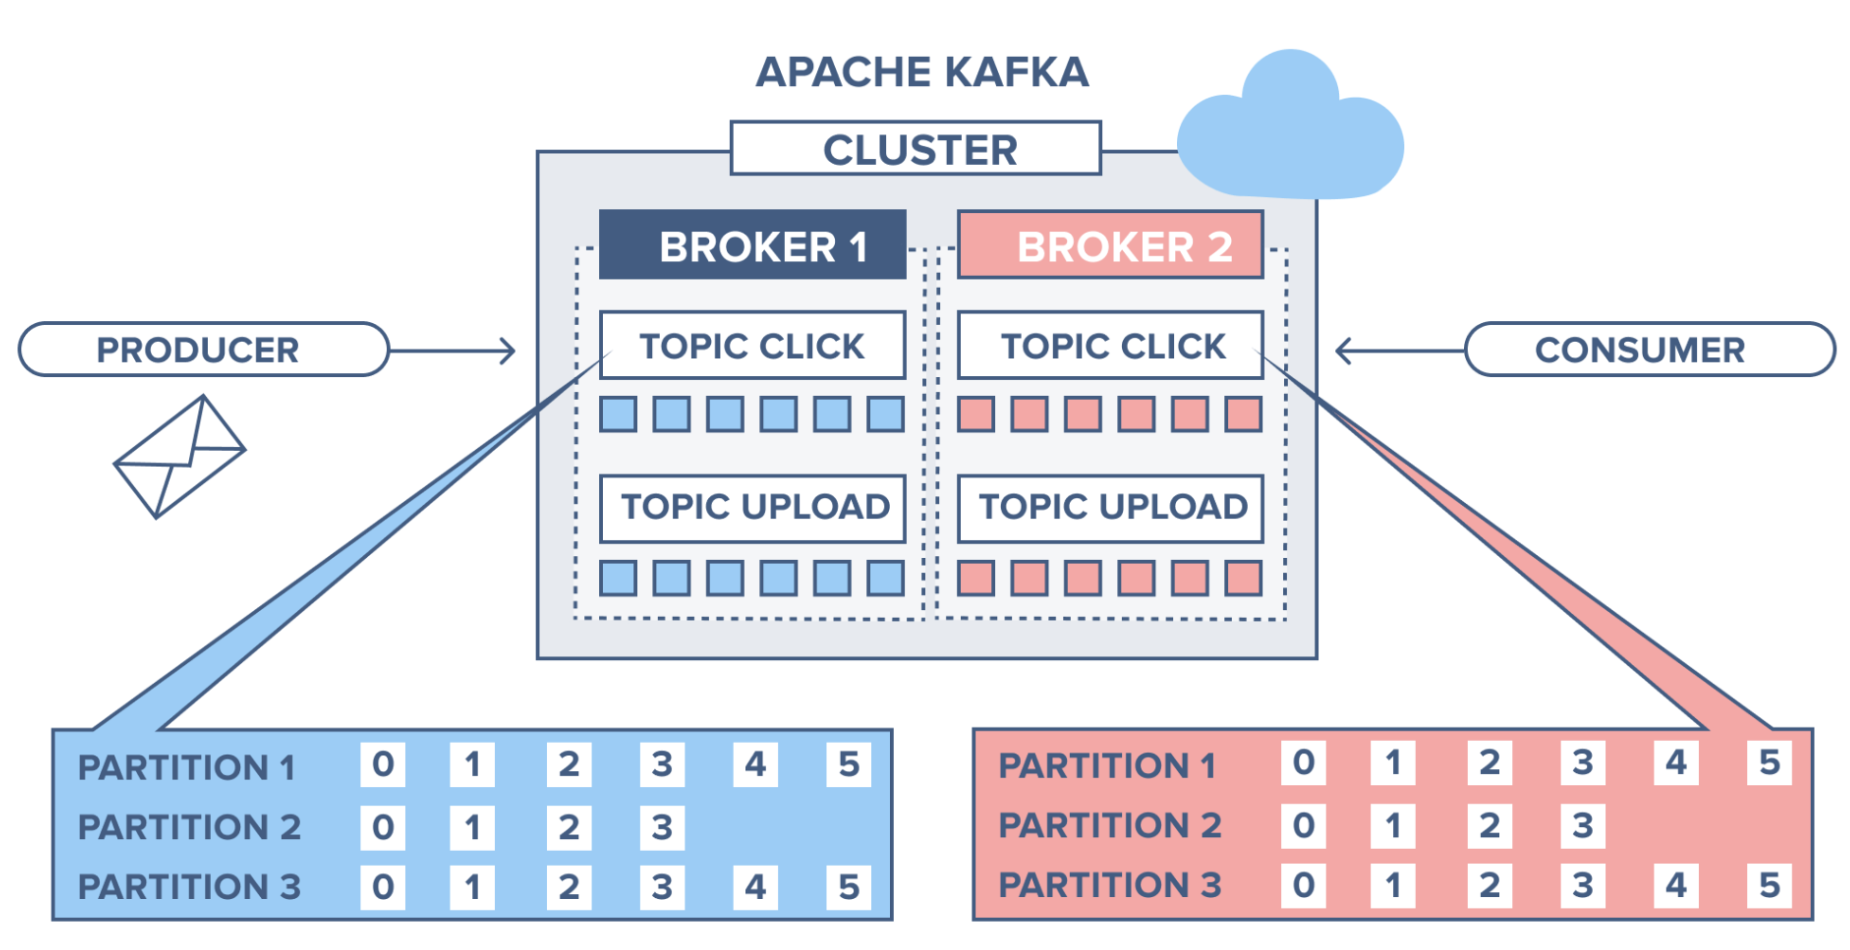 APACHE KAFKA
CLUSTER
BROKER 1
BROKER 2
TOPIC CLICK
TOPIC CLICK
PRODUCER
CONSUMER
TOPIC UPLOAD
TOPIC UPLOAD
PARTITION 1 0 1 2 3 4 5
PARTITION 2 0 1 2 3
PARTITION 3 0 1 2 3 4 5
PARTITION 1 0 1 2 3 4 5
PARTITION 2 0 1 2 3
PARTITION 3 0 1 2 3 4 5